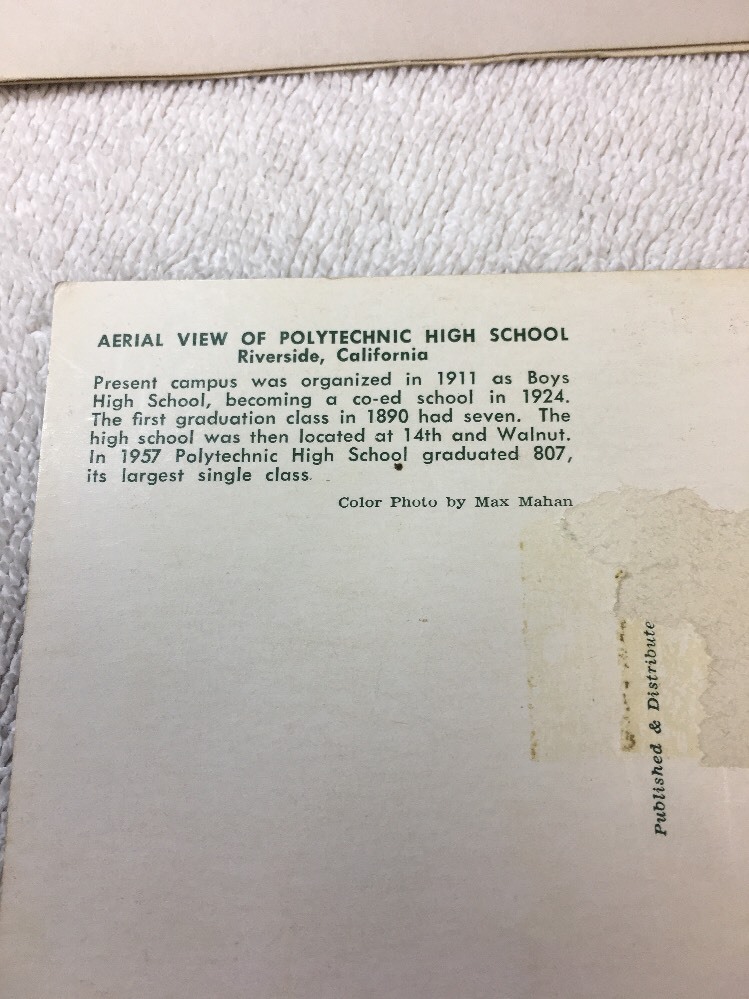 AERIAL VIEW OF POLYTECHNIC HIGH SCHOOL
Riverside, California
Present campus was organized in 1911 as Boys
High School, becoming a co-ed school in 1924.
The first graduation class in 1890 had seven. The
high school was then located at 14th and Walnut.
In 1957 Polytechnic High School graduated 807,
its largest single class.
Color Photo by Max Mahan
Published & Distribute